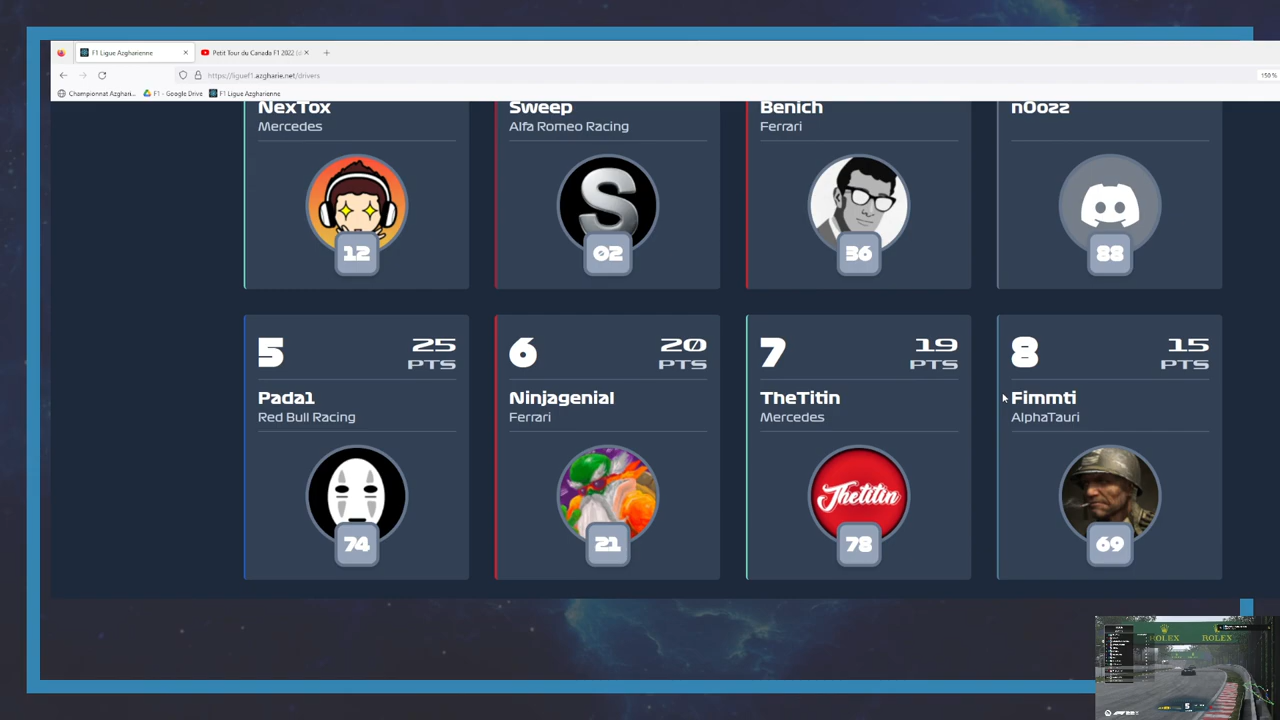 F1 Ligue Azgharienne
Petit Tour du Canada F1 2022
https://liguef1.azgharie.net/drivers
150 %
Championnat Azghari...
F1 - Google Drive
F1 Ligue Azgharienne
NexTox
Mercedes
12
Sweep
Alfa Romeo Racing
S
02
Benich
Ferrari
36
n0ozz
88
5
25
PTS
Pada1
Red Bull Racing
74
6
20
PTS
Ninjagenial
Ferrari
21
7
19
PTS
TheTitin
Mercedes
Thetitin
78
8
15
PTS
Fimmti
AlphaTauri
69
ROLEX
ROLEX
5